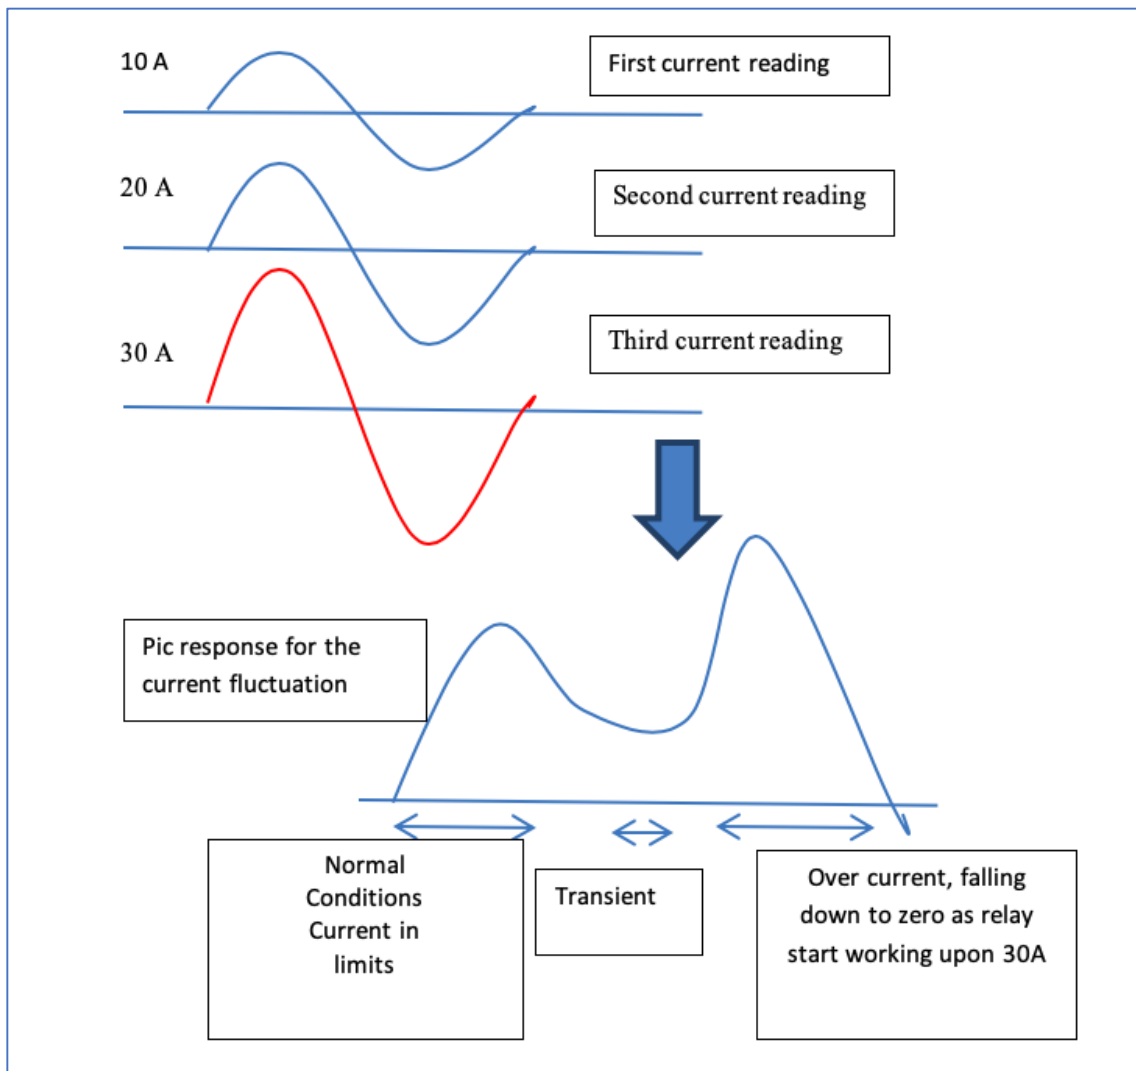 10 A
First current reading
20 A
Second current reading
30 A
Third current reading
Pic response for the
current fluctuation
Normal
Conditions
Current in
limits
Transient
Over current, falling
down to zero as relay
start working upon 30A